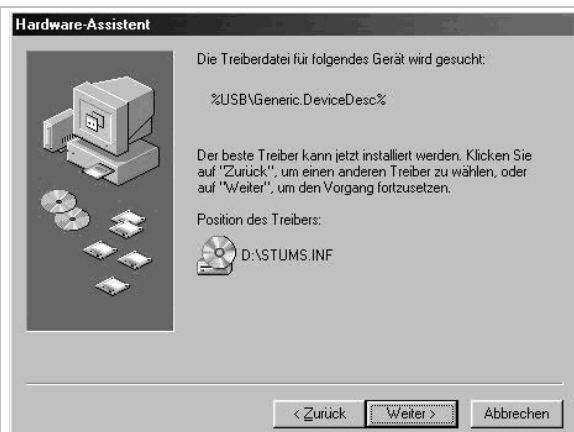 Hardware-Assistent
Die Treiberdatei für folgendes Gerät wird gesucht:
%USB\Generic.DeviceDesc%
Der beste Treiber kann jetzt installiert werden. Klicken Sie
auf "Zurück", um einen anderen Treiber zu wählen, oder
auf "Weiter", um den Vorgang fortzusetzen.
Position des Treibers:
D:\STUMS.INF
< Zurück
Weiter >
Abbrechen